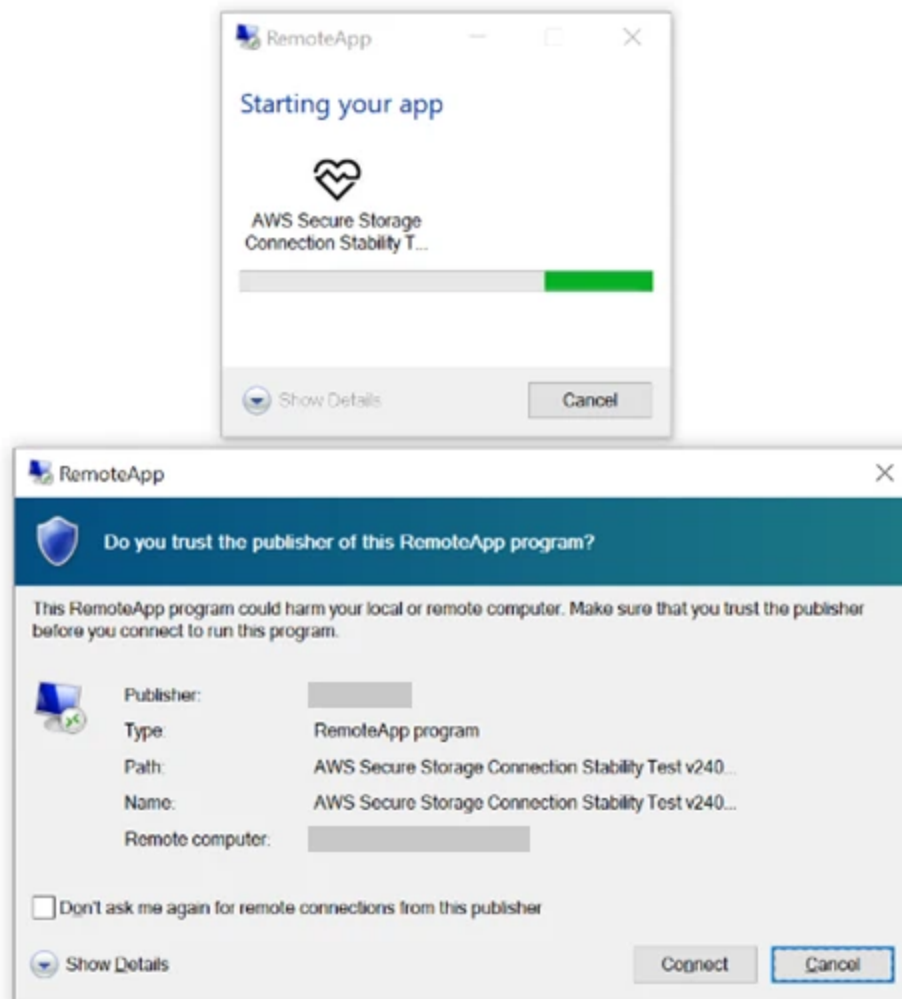 RemoteApp
Starting your app
AWS Secure Storage
Connection Stability T...
Show Details
Cancel
RemoteApp
Do you trust the publisher of this RemoteApp program?
This RemoteApp program could harm your local or remote computer. Make sure that you trust the publisher
before you connect to run this program.
Publisher:
Type: RemoteApp program
Path: AWS Secure Storage Connection Stability Test v240...
Name: AWS Secure Storage Connection Stability Test v240...
Remote computer:
Don't ask me again for remote connections from this publisher
Show Details Connect Cancel